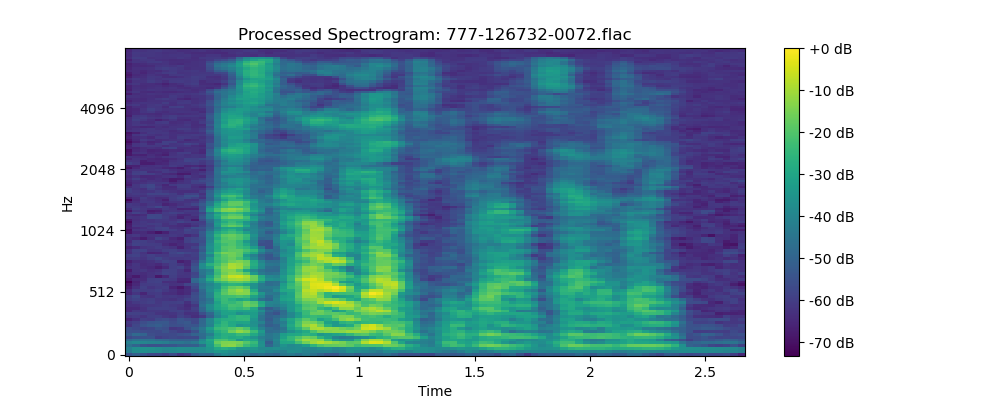 Processed Spectrogram: 777-126732-0072.flac
+0 dB
-10 dB
-20 dB
-30 dB
-40 dB
-50 dB
-60 dB
-70 dB
4096
2048
1024
512
0
Hz
0
0.5
1
1.5
2
2.5
Time